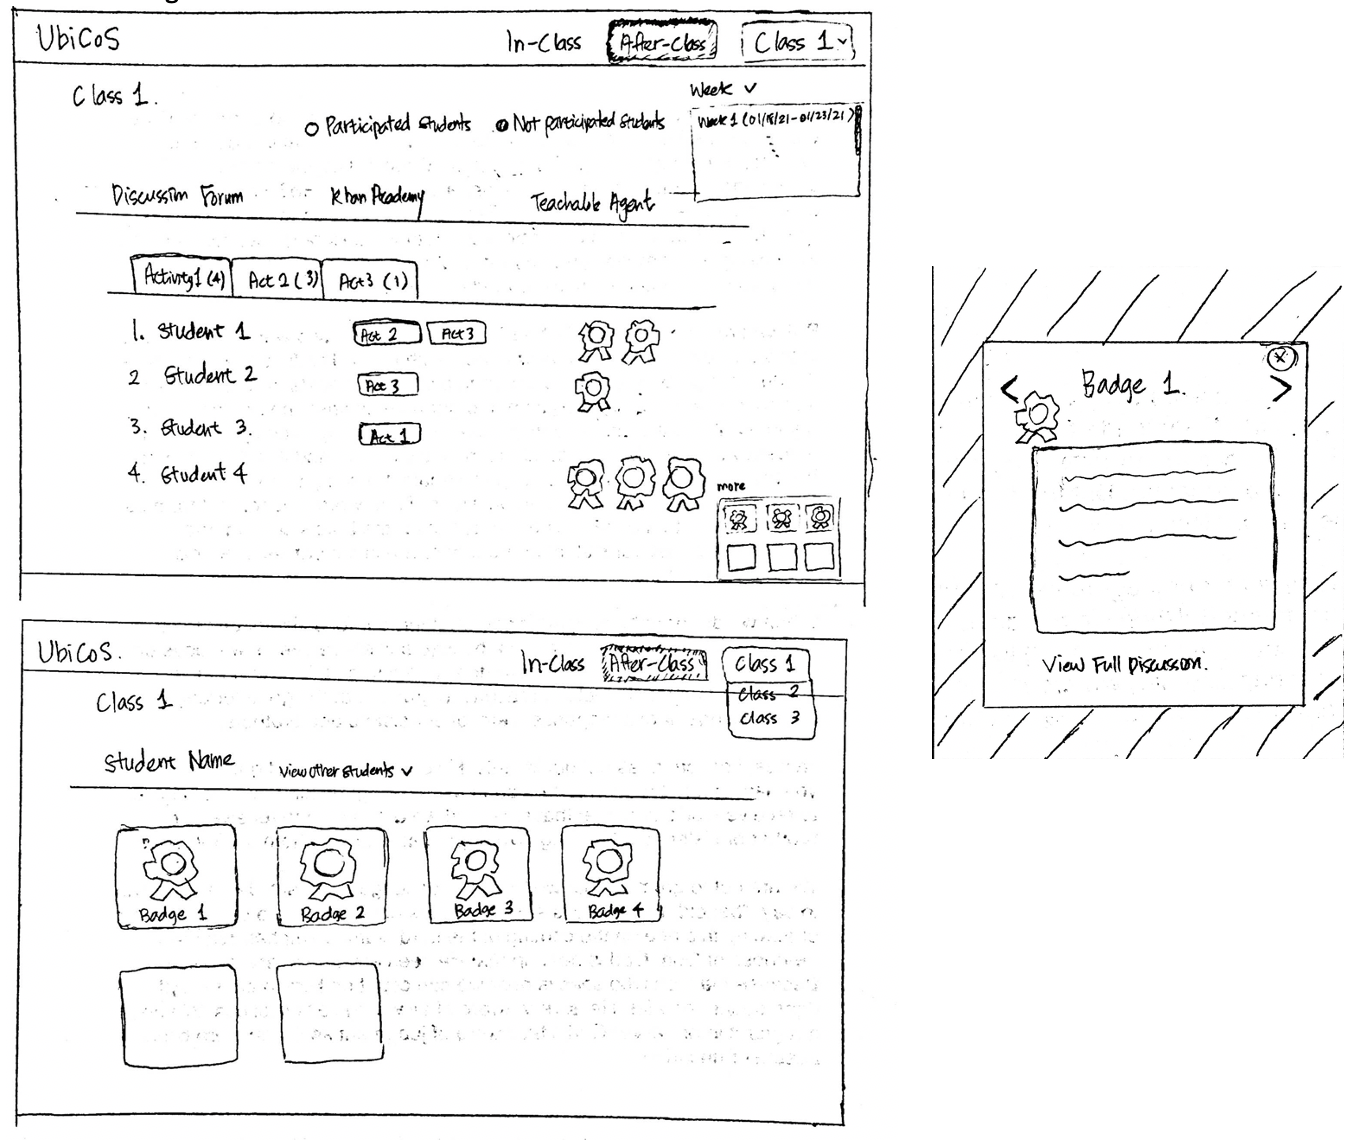 UbiCoS In-Class After-Class Class 1
Class 1.
Week
Participated Students Not participated Students
Week 1 (01/18/21-01/23/21)
Discussion Forum Khan Academy Teachable Agent
Activity1 (4) Act 2 (3) Act3 (1)
1. Student 1 Act 2 Act3
2 Student 2 Act 3
3. Student 3. Act 1
4. Student 4
more
Badge 1.
View Full Discussion.
UbiCoS. In-Class After-Class Class 1
Class 2
Class 3
Class 1
Student Name View other students
Badge 1 Badge 2 Badge 3 Badge 4